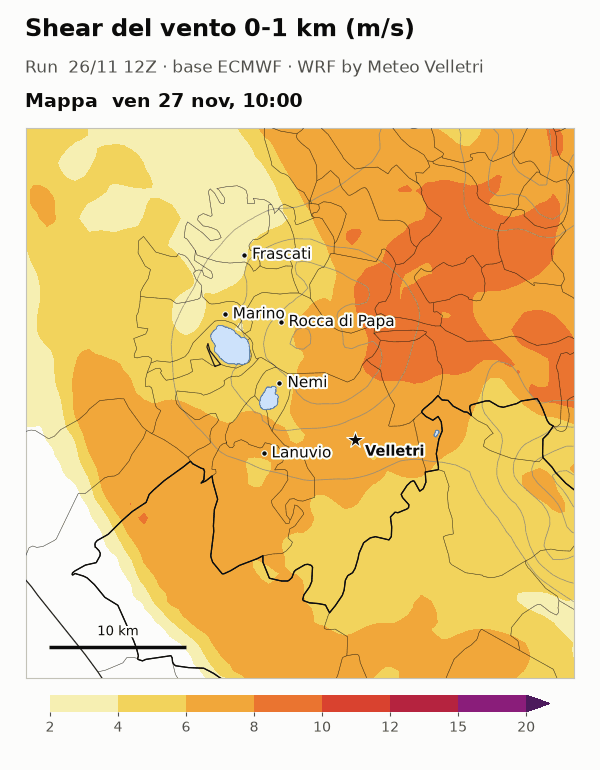 Shear del vento 0-1 km (m/s)
Run  26/11 12Z · base ECMWF · WRF by Meteo Velletri
Mappa  ven 27 nov, 10:00
Frascati
Marino
Rocca di Papa
Nemi
Velletri
Lanuvio
10 km
2 4 6 8 10 12 15 20